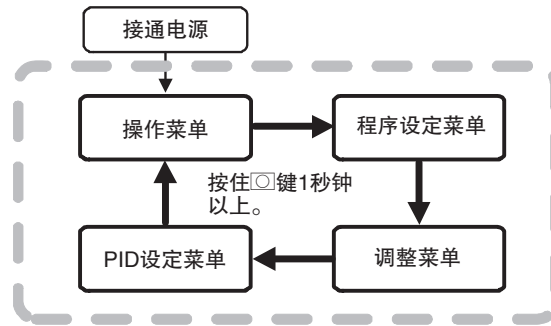 接通电源
操作菜单
程序设定菜单
按住键1秒钟
以上。
PID设定菜单
调整菜单